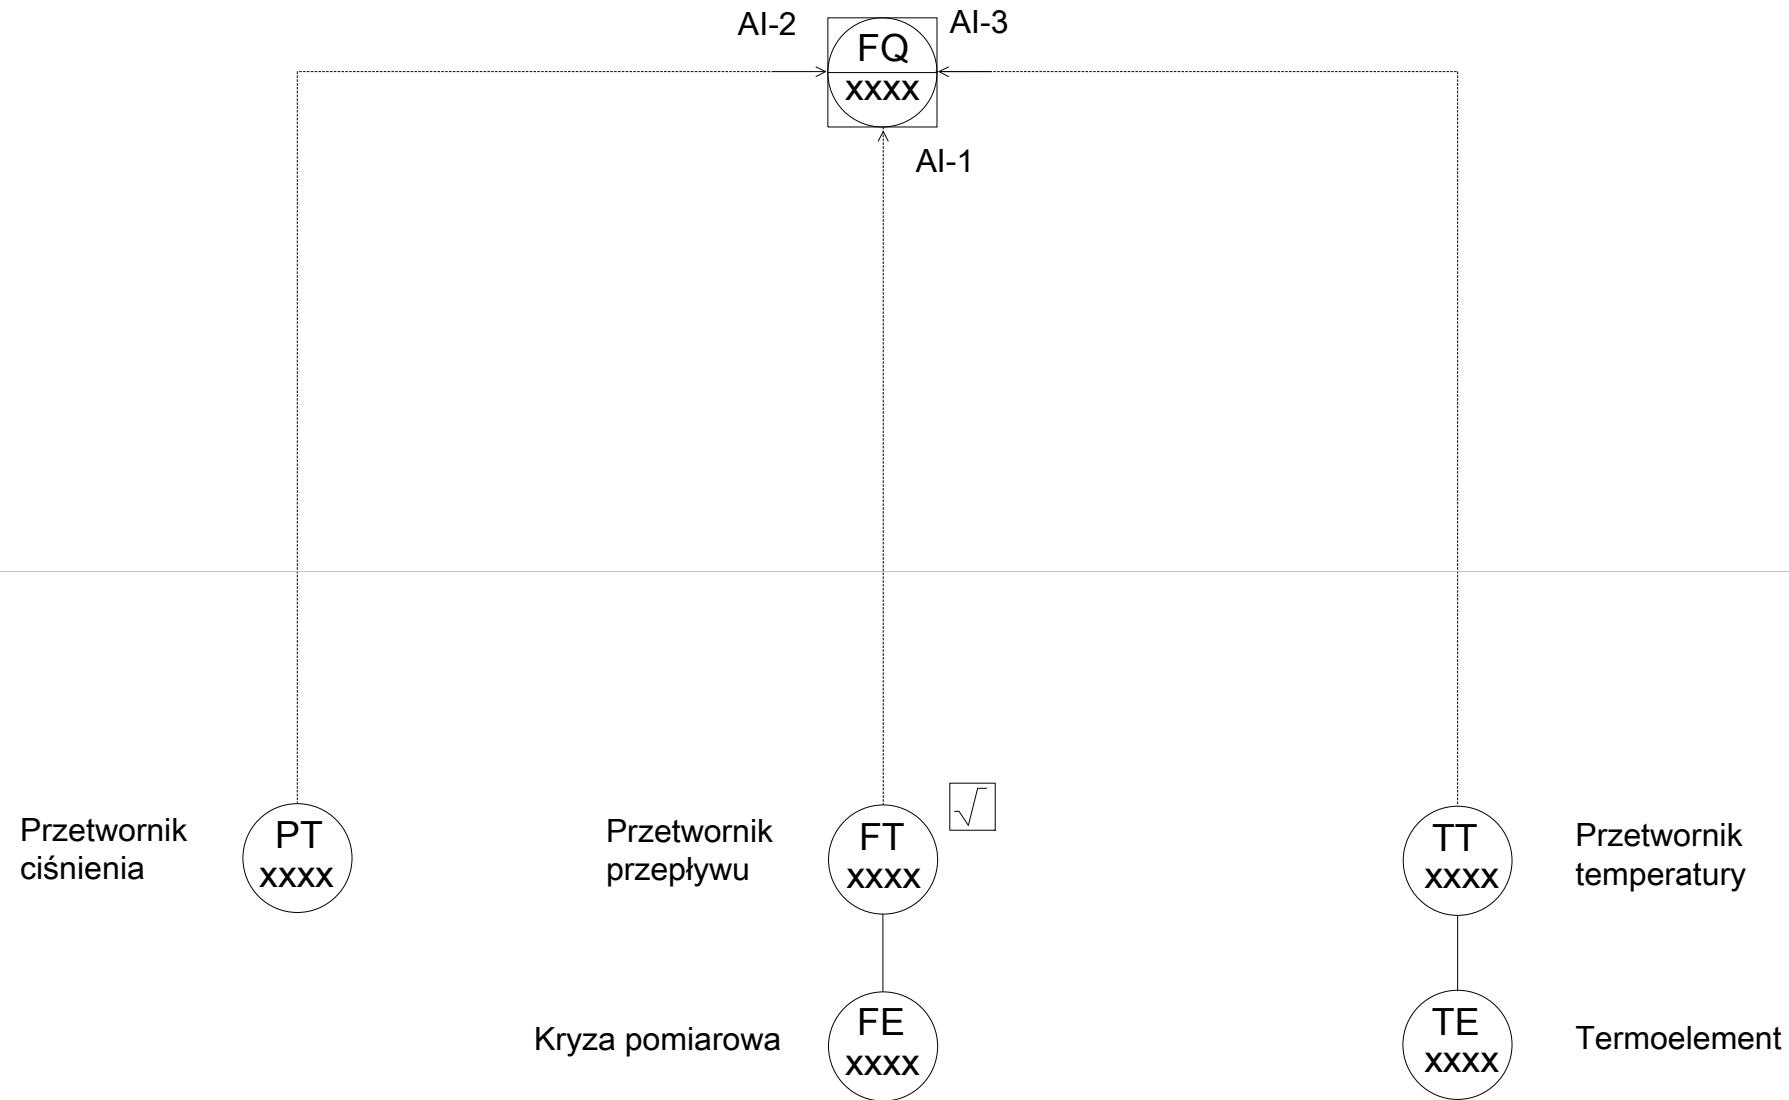 AI-2
FQ
xxxx
AI-3
AI-1
Przetwornik
ciśnienia
PT
xxxx
Przetwornik
przepływu
FT
xxxx
√
TT
xxxx
Przetwornik
temperatury
Kryza pomiarowa
FE
xxxx
TE
xxxx
Termoelement